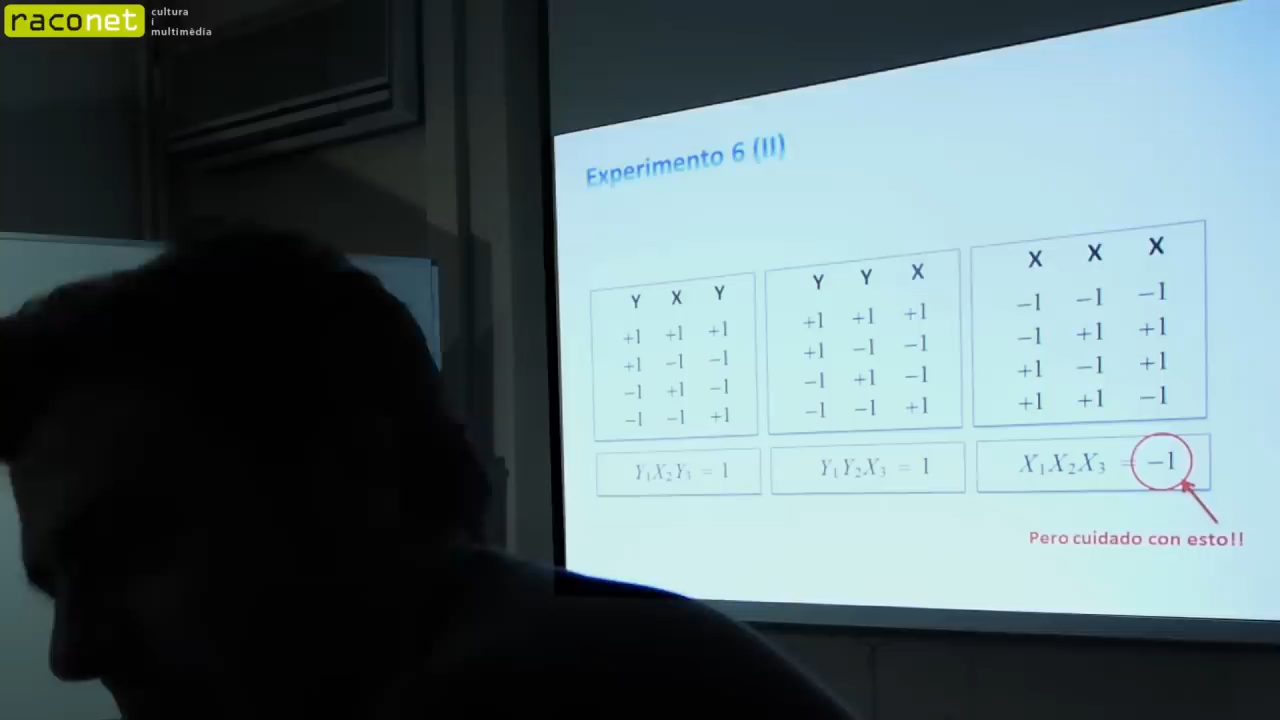 raconet
cultura
i
multimèdia
Experimento 6 (II)
Y X Y
+1 +1 +1
+1 −1 −1
−1 +1 −1
−1 −1 +1
Y₁X₂Y₃ = 1
Y Y X
+1 +1 +1
+1 −1 −1
−1 +1 −1
−1 −1 +1
Y₁Y₂X₃ = 1
X X X
−1 −1 −1
−1 +1 +1
+1 −1 +1
+1 +1 −1
X₁X₂X₃ = −1
Pero cuidado con esto!!